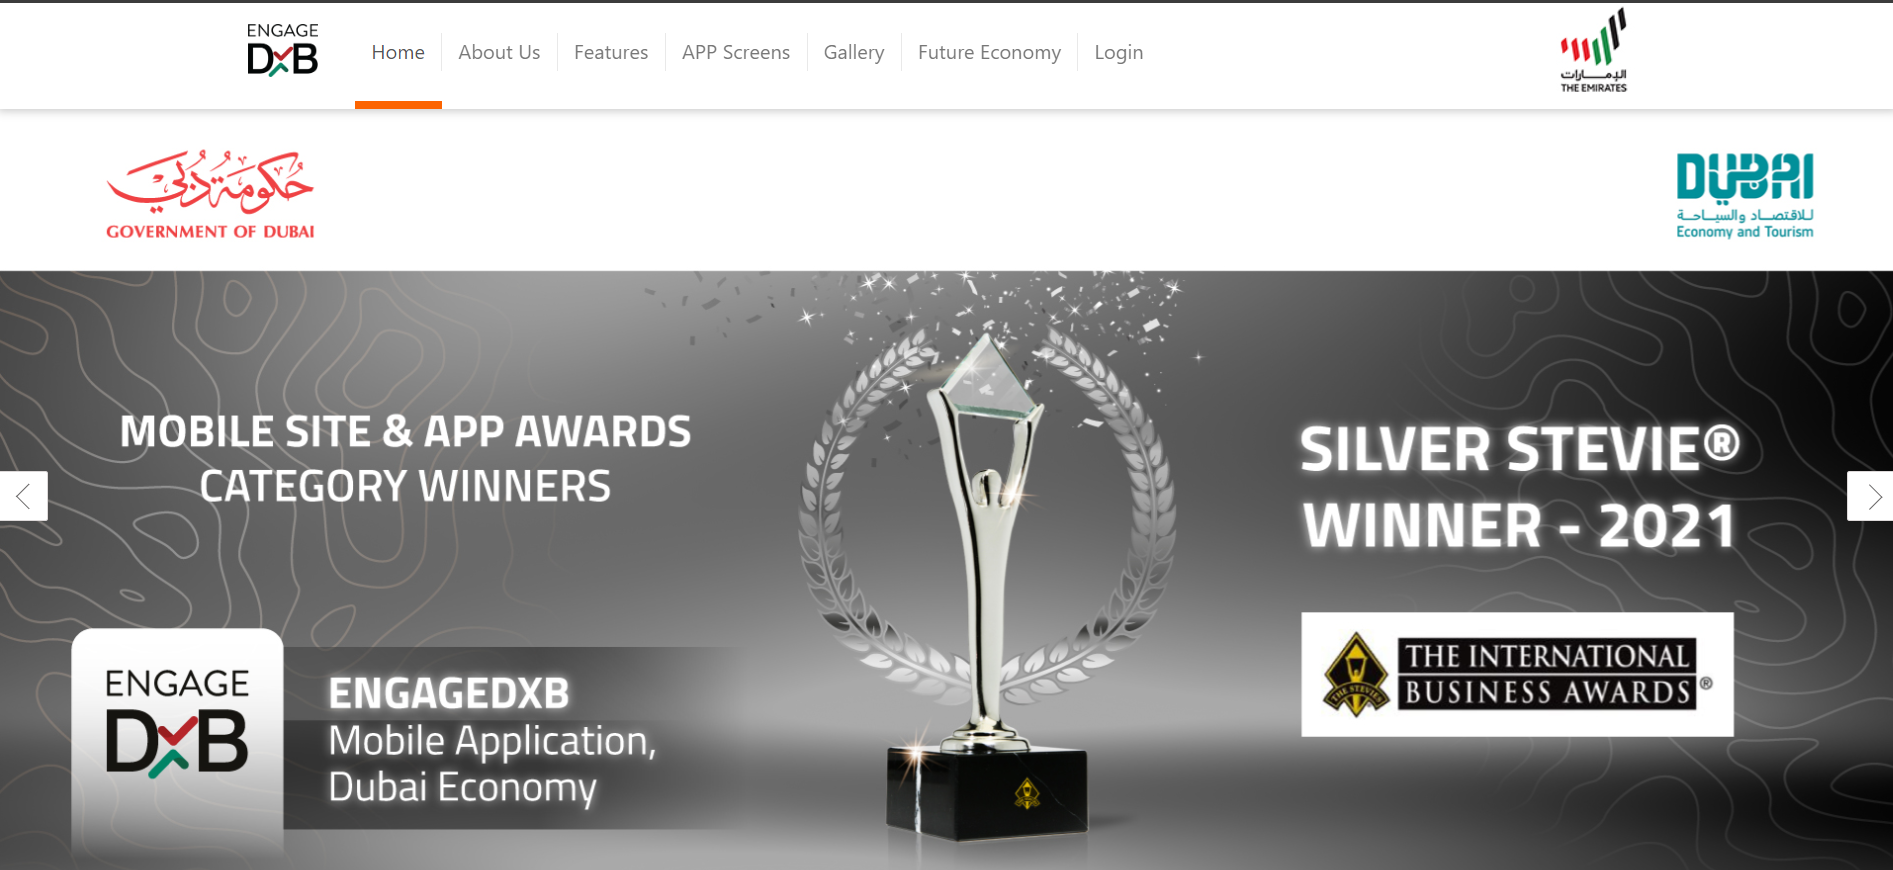 ENGAGE
DXB
Home
About Us
Features
APP Screens
Gallery
Future Economy
Login
الإمارات
THE EMIRATES
حكومة دبي
GOVERNMENT OF DUBAI
DUBAI
للاقتصاد والسياحة
Economy and Tourism
MOBILE SITE & APP AWARDS
CATEGORY WINNERS
SILVER STEVIE®
WINNER - 2021
ENGAGE
DXB
ENGAGEDXB
Mobile Application,
Dubai Economy
THE STEVIES
THE INTERNATIONAL
BUSINESS AWARDS®